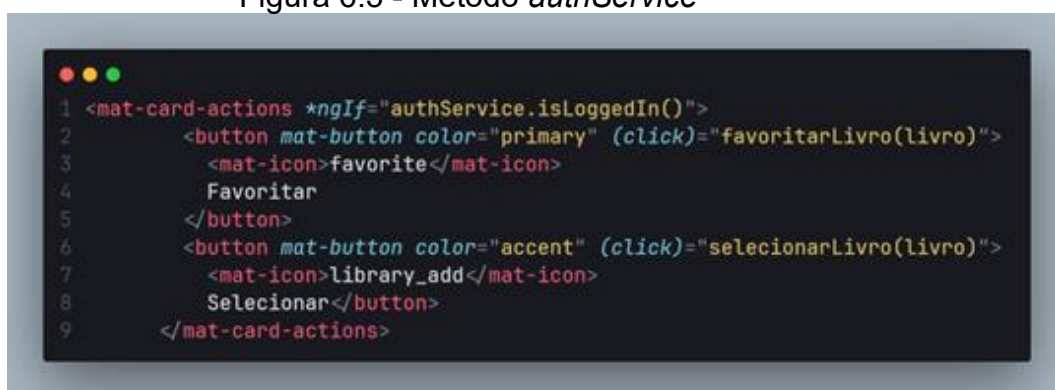 Figura 6.3 - Método authService
1 <mat-card-actions *ngIf="authService.isLoggedIn()">
2 <button mat-button color="primary" (click)="favoritarLivro(livro)">
3 <mat-icon>favorite</mat-icon>
4 Favoritar
5 </button>
6 <button mat-button color="accent" (click)="selecionarLivro(livro)">
7 <mat-icon>library_add</mat-icon>
8 Selecionar</button>
9 </mat-card-actions>